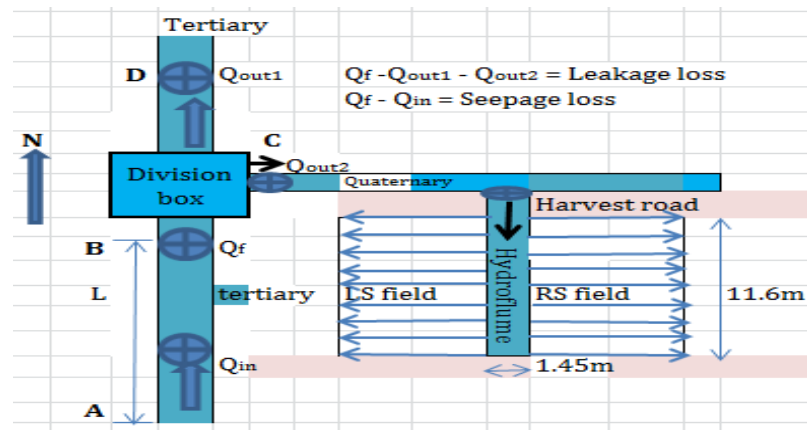 Tertiary
D
Qout1
Qf -Qout1 - Qout2 = Leakage loss
Qf - Qin = Seepage loss
N
C
Qout2
Division
box
Quaternary
Harvest road
B
Qf
L
tertiary
LS field
Hydroflume
RS field
11.6m
Qin
1.45m
A